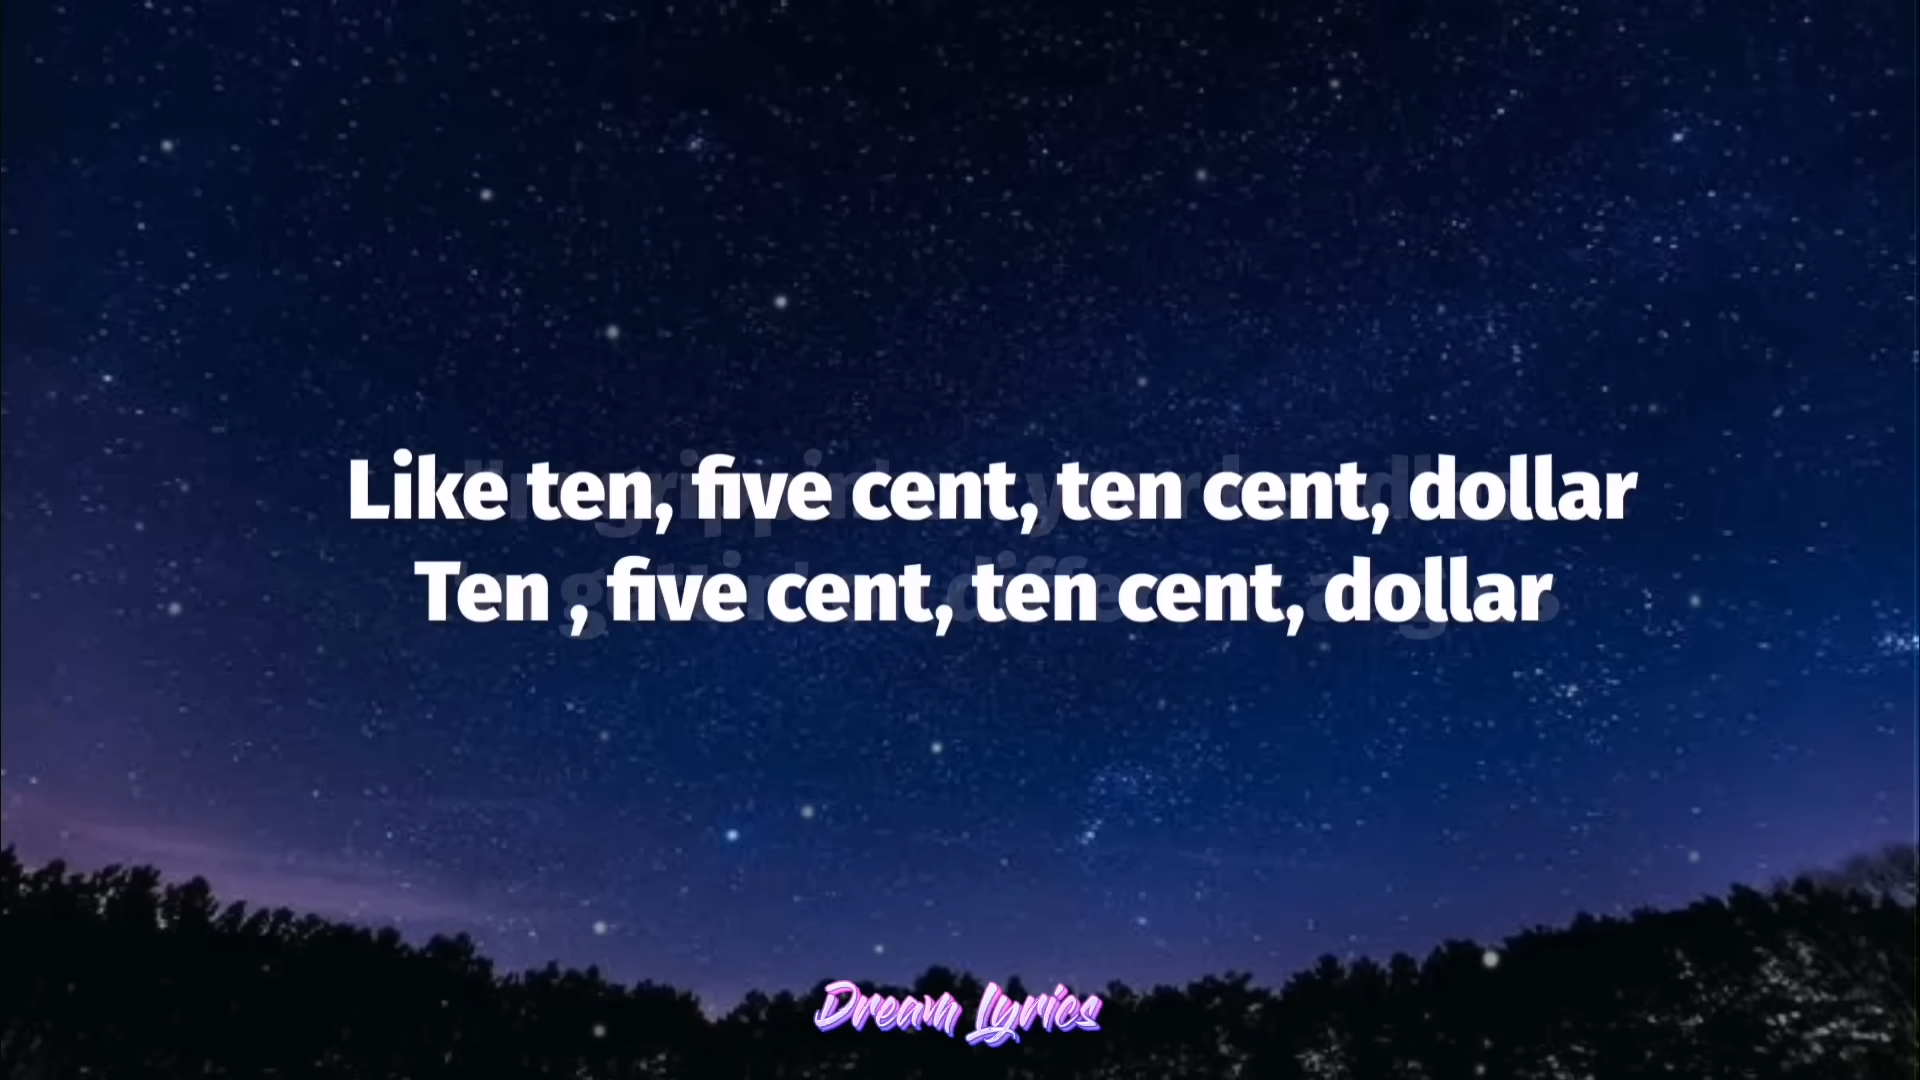 Like ten, five cent, ten cent, dollar
Ten , five cent, ten cent, dollar
Dream Lyrics